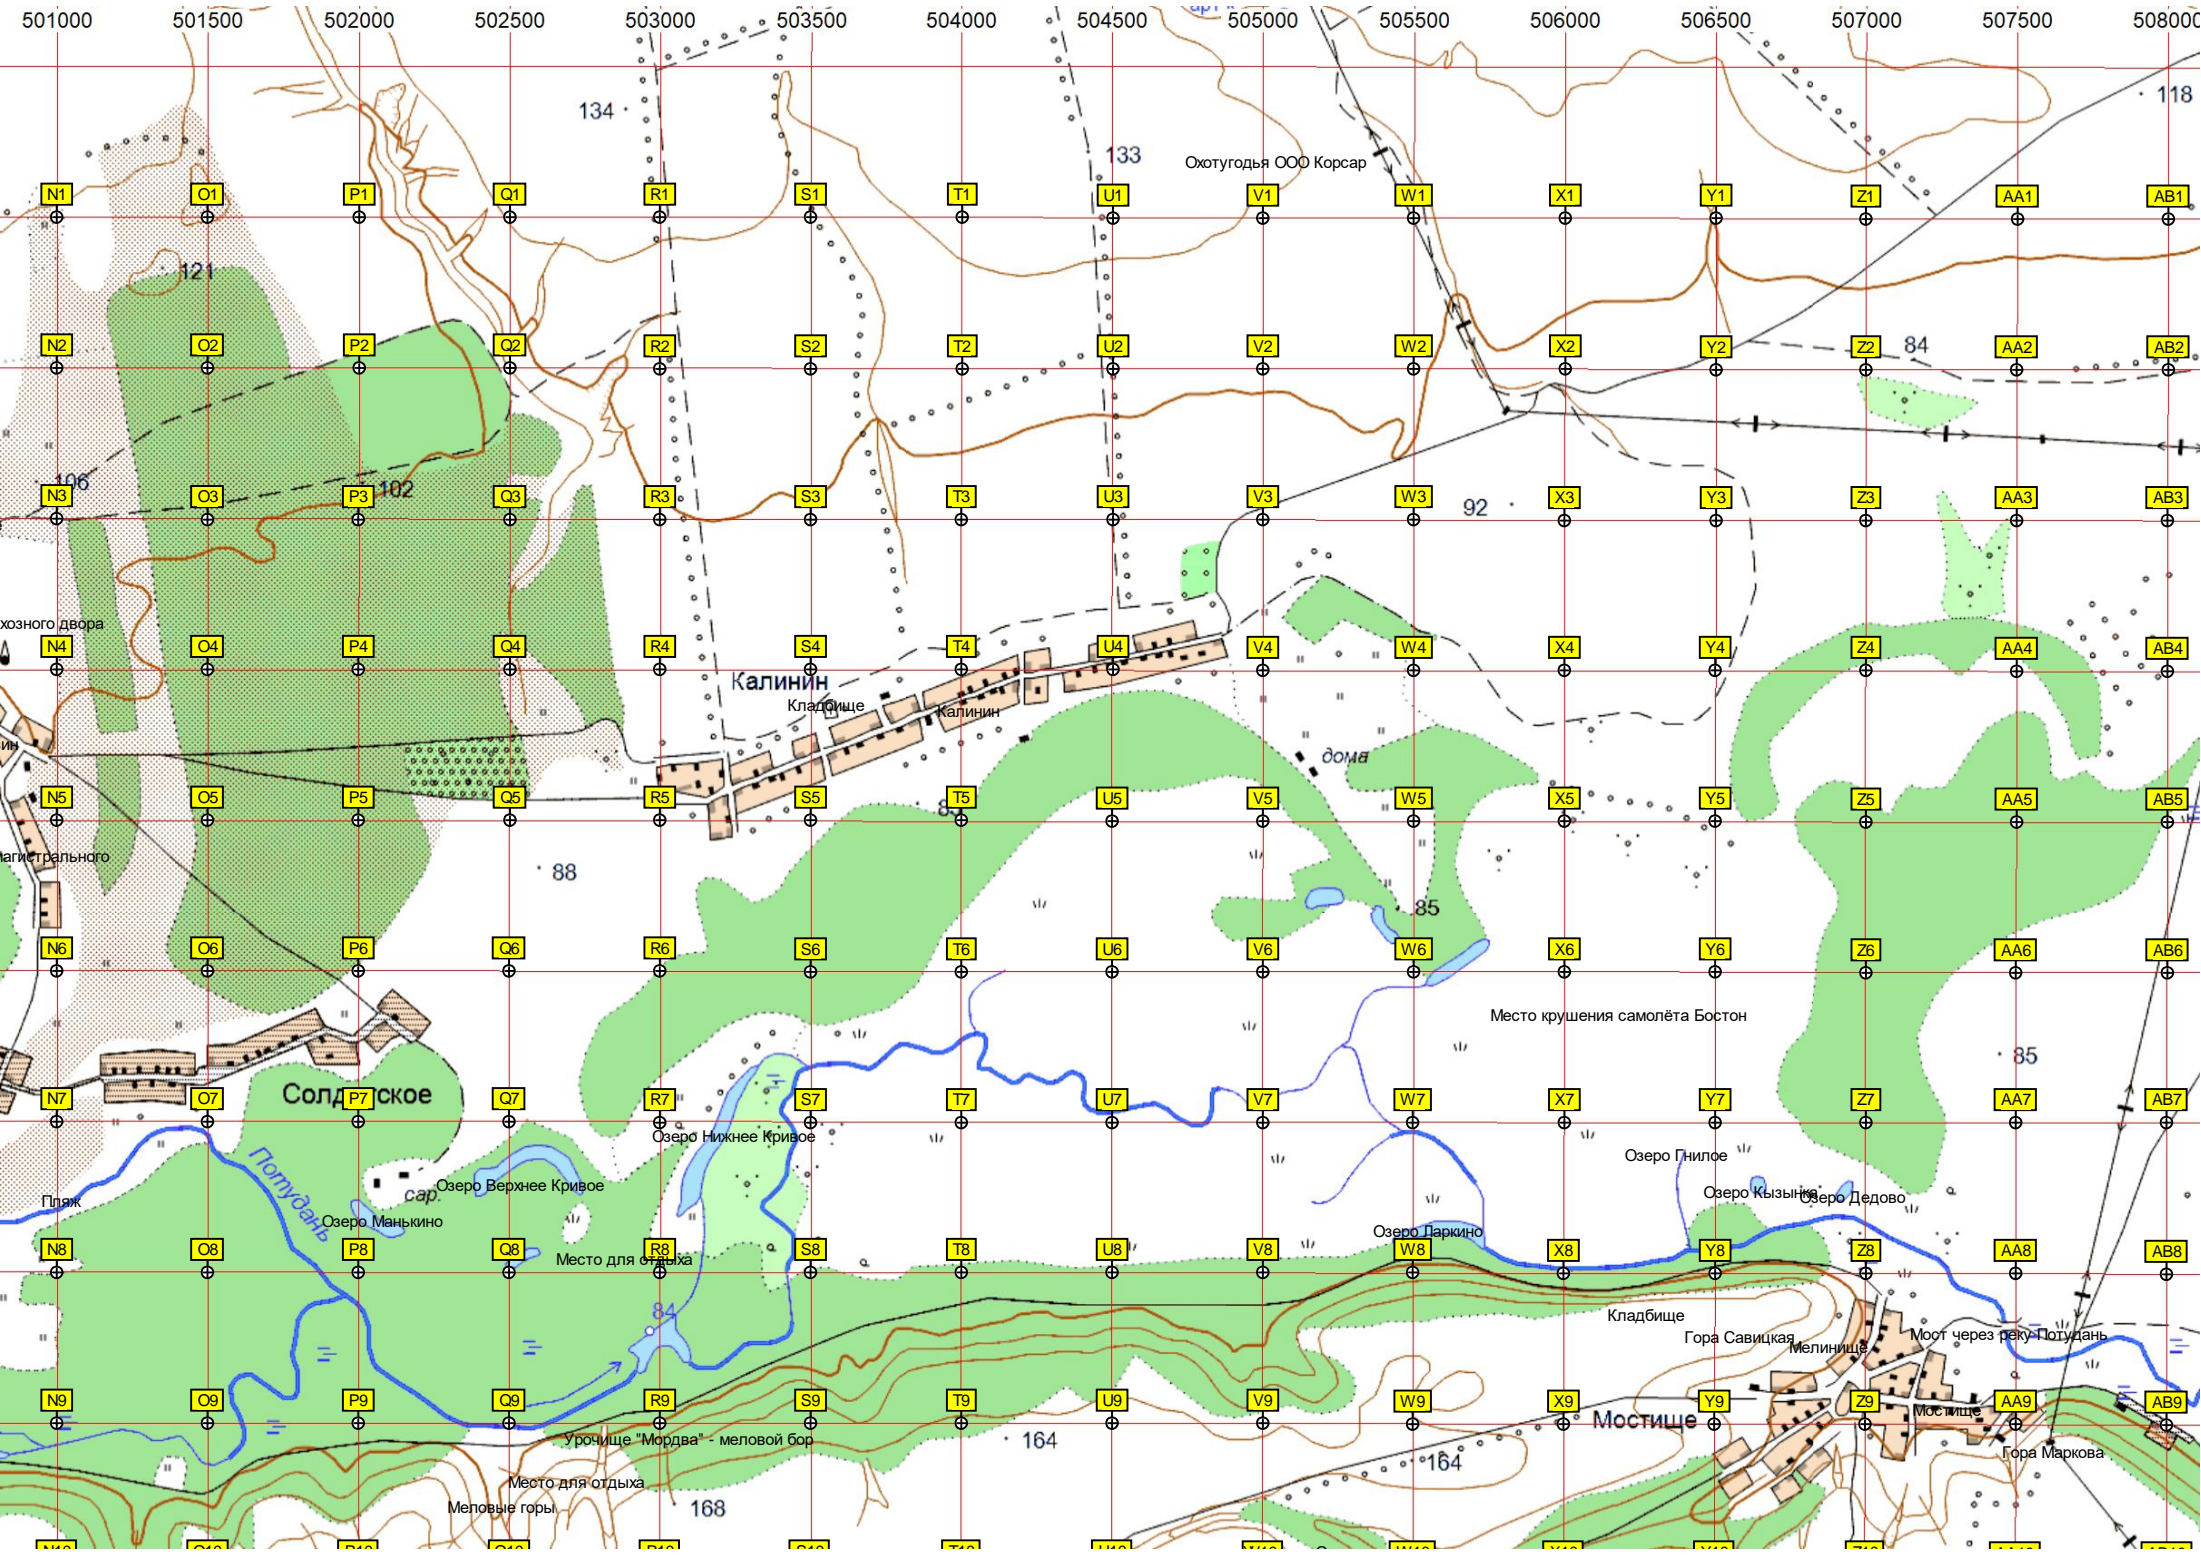 501000 501500 502000 502500 503000 503500 504000 504500 505000 505500 506000 506500 507000 507500 508000
134
133
118
Охотугодья ООО Корсар
N1 O1 P1 Q1 R1 S1 T1 U1 V1 W1 X1 Y1 Z1 AA1 AB1
121
N2 O2 P2 Q2 R2 S2 T2 U2 V2 W2 X2 Y2 Z2 84 AA2 AB2
106 102
N3 O3 P3 Q3 R3 S3 T3 U3 V3 W3 92 X3 Y3 Z3 AA3 AB3
хозного двора
N4 O4 P4 Q4 R4 S4 T4 U4 V4 W4 X4 Y4 Z4 AA4 AB4
Калинин
Кладбище Калинин
ин
дома
N5 O5 P5 Q5 R5 S5 T5 U5 V5 W5 X5 Y5 Z5 AA5 AB5
Магистрального
88
85
N6 O6 P6 Q6 R6 S6 T6 U6 V6 W6 X6 Y6 Z6 AA6 AB6
Место крушения самолёта Бостон
85
Солдатское
N7 O7 P7 Q7 R7 S7 T7 U7 V7 W7 X7 Y7 Z7 AA7 AB7
Озеро Нижнее Кривое
Озеро Гнилое
Потудань
сар.
Озеро Верхнее Кривое
Озеро Кызынка
Озеро Дедово
Пляж
Озеро Манькино
Озеро Ларкино
N8 O8 P8 Q8 R8 S8 T8 U8 V8 W8 X8 Y8 Z8 AA8 AB8
Место для отдыха
84
Кладбище
Гора Савицкая
Мелинище
Мост через реку Потудань
N9 O9 P9 Q9 R9 S9 T9 U9 V9 W9 X9 Y9 Z9 AA9 AB9
Мостище
Мостище
Урочище "Мордва" - меловой бор
164
164
Гора Маркова
Место для отдыха
Меловые горы
168